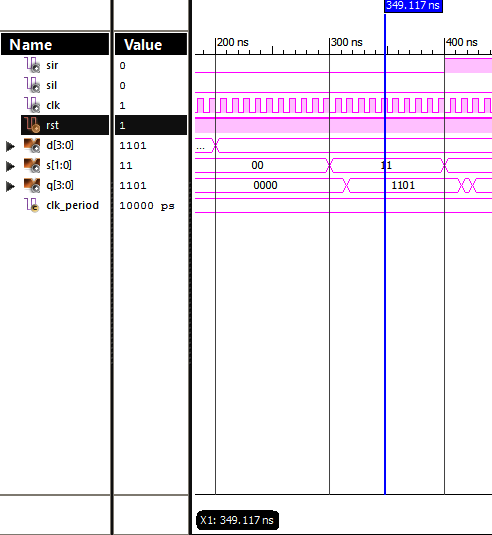 349.117 ns
Name Value
200 ns 300 ns 400 ns
sir 0
sil 0
clk 1
rst 1
d[3:0] 1101 ...
s[1:0] 11 00 11
q[3:0] 1101 0000 1101
clk_period 10000 ps
X1: 349.117 ns